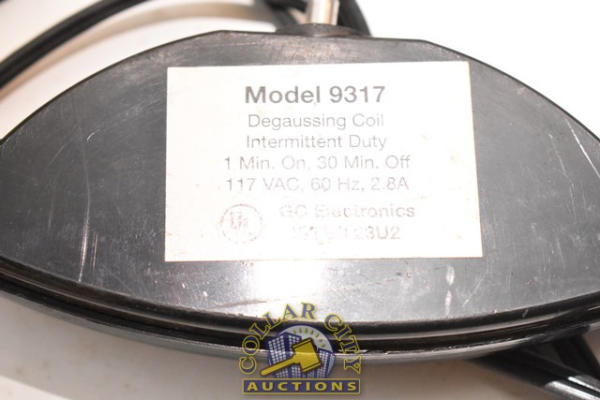 Model 9317
Degaussing Coil
Intermittent Duty
1 Min. On, 30 Min. Off
117 VAC, 60 Hz, 2.8A
GC Electronics
COLLAR CITY
AUCTIONS